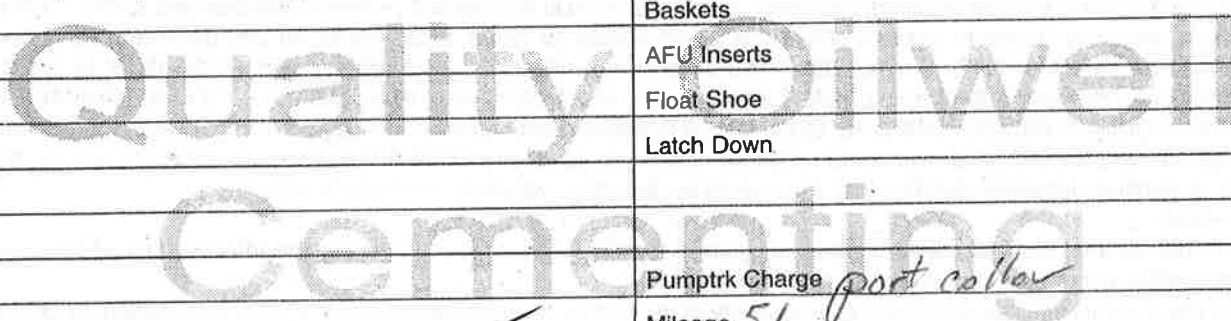 Baskets
AFU Inserts
Quality Oilwell
Float Shoe
Latch Down
Cementing
Pumptrk Charge port collar
Mileage 51